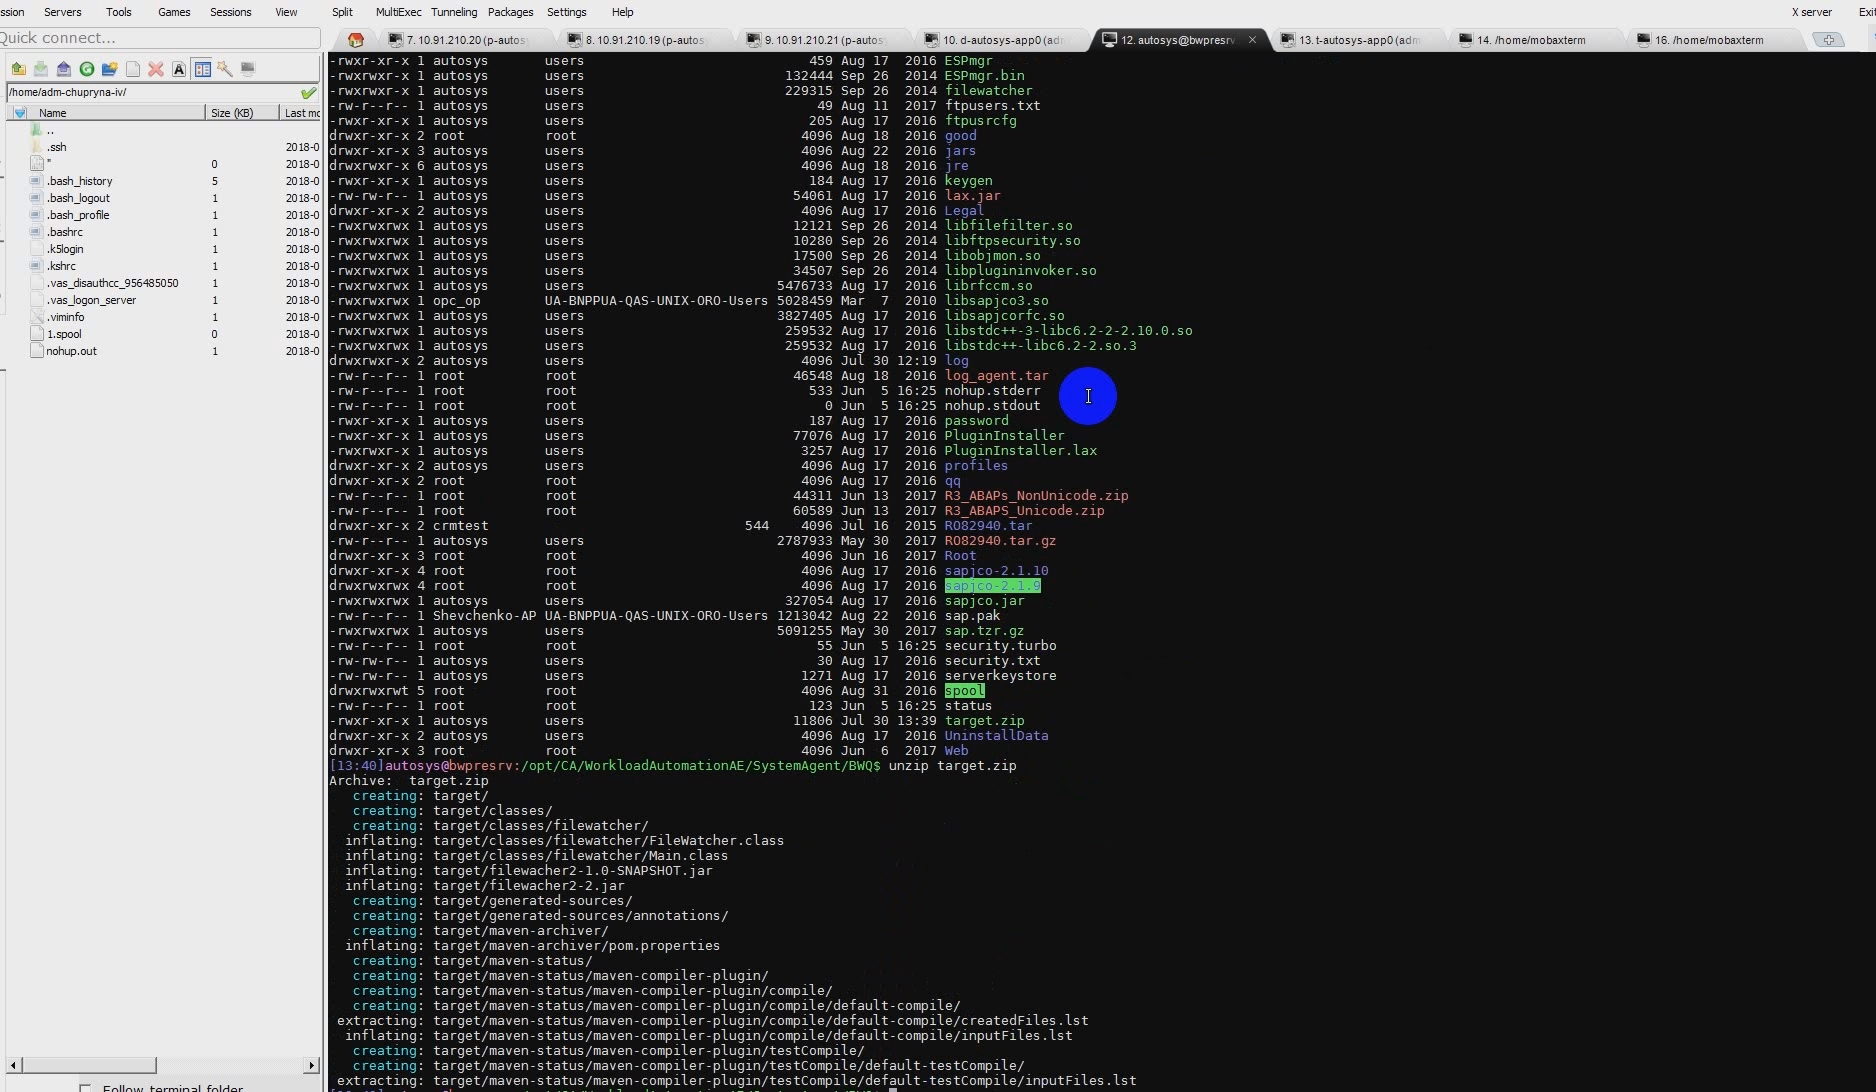 ssion Servers Tools Games Sessions View Split MultiExec Tunneling Packages Settings Help X server Exi
Quick connect...
7. 10.91.210.20 (p-autos 8. 10.91.210.19 (p-autos 9. 10.91.210.21 (p-autos 10. d-autosys-app0 (adm 12. autosys@bwpresrv 13. t-autosys-app0 (adm 14. /home/mobaxterm 16. /home/mobaxterm
/home/adm-chupryna-iv/
Name Size (KB) Last mo
..
.ssh 2018-0
" 0 2018-0
.bash_history 5 2018-0
.bash_logout 1 2018-0
.bash_profile 1 2018-0
.bashrc 1 2018-0
.k5login 1 2018-0
.kshrc 1 2018-0
.vas_disauthcc_956485050 1 2018-0
.vas_logon_server 1 2018-0
.viminfo 1 2018-0
1.spool 0 2018-0
nohup.out 1 2018-0
Follow terminal folder
-rwxr-xr-x 1 autosys users 459 Aug 17 2016 ESPmgr
-rwxrwxrwx 1 autosys users 132444 Sep 26 2014 ESPmgr.bin
-rwxrwxrwx 1 autosys users 229315 Sep 26 2014 filewatcher
-rw-r--r-- 1 autosys users 49 Aug 11 2017 ftpusers.txt
-rwxr-xr-x 1 autosys users 205 Aug 17 2016 ftpusrcfg
drwxr-xr-x 2 root root 4096 Aug 18 2016 good
drwxr-xr-x 3 autosys users 4096 Aug 22 2016 jars
drwxr-xr-x 6 autosys users 4096 Aug 18 2016 jre
-rwxr-xr-x 1 autosys users 184 Aug 17 2016 keygen
-rw-rw-r-- 1 autosys users 54061 Aug 17 2016 lax.jar
drwxr-xr-x 2 autosys users 4096 Aug 17 2016 Legal
-rwxrwxrwx 1 autosys users 12121 Sep 26 2014 libfilefilter.so
-rwxrwxrwx 1 autosys users 10280 Sep 26 2014 libftpsecurity.so
-rwxrwxrwx 1 autosys users 17500 Sep 26 2014 libobjmon.so
-rwxrwxrwx 1 autosys users 34507 Sep 26 2014 libplugininvoker.so
-rwxrwxrwx 1 autosys users 5476733 Aug 17 2016 librfccm.so
-rwxrwxrwx 1 opc_op UA-BNPPUA-QAS-UNIX-ORO-Users 5028459 Mar 7 2010 libsapjco3.so
-rwxrwxrwx 1 autosys users 3827405 Aug 17 2016 libsapjcorfc.so
-rwxrwxrwx 1 autosys users 259532 Aug 17 2016 libstdc++-3-libc6.2-2-2.10.0.so
-rwxrwxrwx 1 autosys users 259532 Aug 17 2016 libstdc++-libc6.2-2.so.3
drwxrwxr-x 2 autosys users 4096 Jul 30 12:19 log
-rw-r--r-- 1 root root 46548 Aug 18 2016 log_agent.tar
-rw-r--r-- 1 root root 533 Jun 5 16:25 nohup.stderr
-rw-r--r-- 1 root root 0 Jun 5 16:25 nohup.stdout
-rwxr-xr-x 1 autosys users 187 Aug 17 2016 password
-rwxr-xr-x 1 autosys users 77076 Aug 17 2016 PluginInstaller
-rwxr-xr-x 1 autosys users 3257 Aug 17 2016 PluginInstaller.lax
drwxr-xr-x 2 autosys users 4096 Aug 17 2016 profiles
drwxr-xr-x 2 root root 4096 Aug 17 2016 qq
-rw-r--r-- 1 root root 44311 Jun 13 2017 R3_ABAPs_NonUnicode.zip
-rw-r--r-- 1 root root 60589 Jun 13 2017 R3_ABAPS_Unicode.zip
drwxr-xr-x 2 crmtest 544 4096 Jul 16 2015 RO82940.tar
-rw-r--r-- 1 autosys users 2787933 May 30 2017 RO82940.tar.gz
drwxr-xr-x 3 root root 4096 Jun 16 2017 Root
drwxr-xr-x 4 root root 4096 Aug 17 2016 sapjco-2.1.10
drwxrwxrwx 4 root root 4096 Aug 17 2016 sapjco-2.1.9
-rwxrwxrwx 1 autosys users 327054 Aug 17 2016 sapjco.jar
-rw-r--r-- 1 Shevchenko-AP UA-BNPPUA-QAS-UNIX-ORO-Users 1213042 Aug 22 2016 sap.pak
-rwxrwxrwx 1 autosys users 5091255 May 30 2017 sap.tzr.gz
-rw-r--r-- 1 root root 55 Jun 5 16:25 security.turbo
-rw-rw-r-- 1 autosys users 30 Aug 17 2016 security.txt
-rw-rw-r-- 1 autosys users 1271 Aug 17 2016 serverkeystore
drwxrwxrwt 5 root root 4096 Aug 31 2016 spool
-rw-r--r-- 1 root root 123 Jun 5 16:25 status
-rwxr-xr-x 1 autosys users 11806 Jul 30 13:39 target.zip
drwxr-xr-x 2 autosys users 4096 Aug 17 2016 UninstallData
drwxr-xr-x 3 root root 4096 Jun 6 2017 Web
[13:40]autosys@bwpresrv:/opt/CA/WorkloadAutomationAE/SystemAgent/BWQ$ unzip target.zip
Archive: target.zip
creating: target/
creating: target/classes/
creating: target/classes/filewatcher/
inflating: target/classes/filewatcher/FileWatcher.class
inflating: target/classes/filewatcher/Main.class
inflating: target/filewacher2-1.0-SNAPSHOT.jar
inflating: target/filewacher2-2.jar
creating: target/generated-sources/
creating: target/generated-sources/annotations/
creating: target/maven-archiver/
inflating: target/maven-archiver/pom.properties
creating: target/maven-status/
creating: target/maven-status/maven-compiler-plugin/
creating: target/maven-status/maven-compiler-plugin/compile/
creating: target/maven-status/maven-compiler-plugin/compile/default-compile/
extracting: target/maven-status/maven-compiler-plugin/compile/default-compile/createdFiles.lst
inflating: target/maven-status/maven-compiler-plugin/compile/default-compile/inputFiles.lst
creating: target/maven-status/maven-compiler-plugin/testCompile/
creating: target/maven-status/maven-compiler-plugin/testCompile/default-testCompile/
extracting: target/maven-status/maven-compiler-plugin/testCompile/default-testCompile/inputFiles.lst